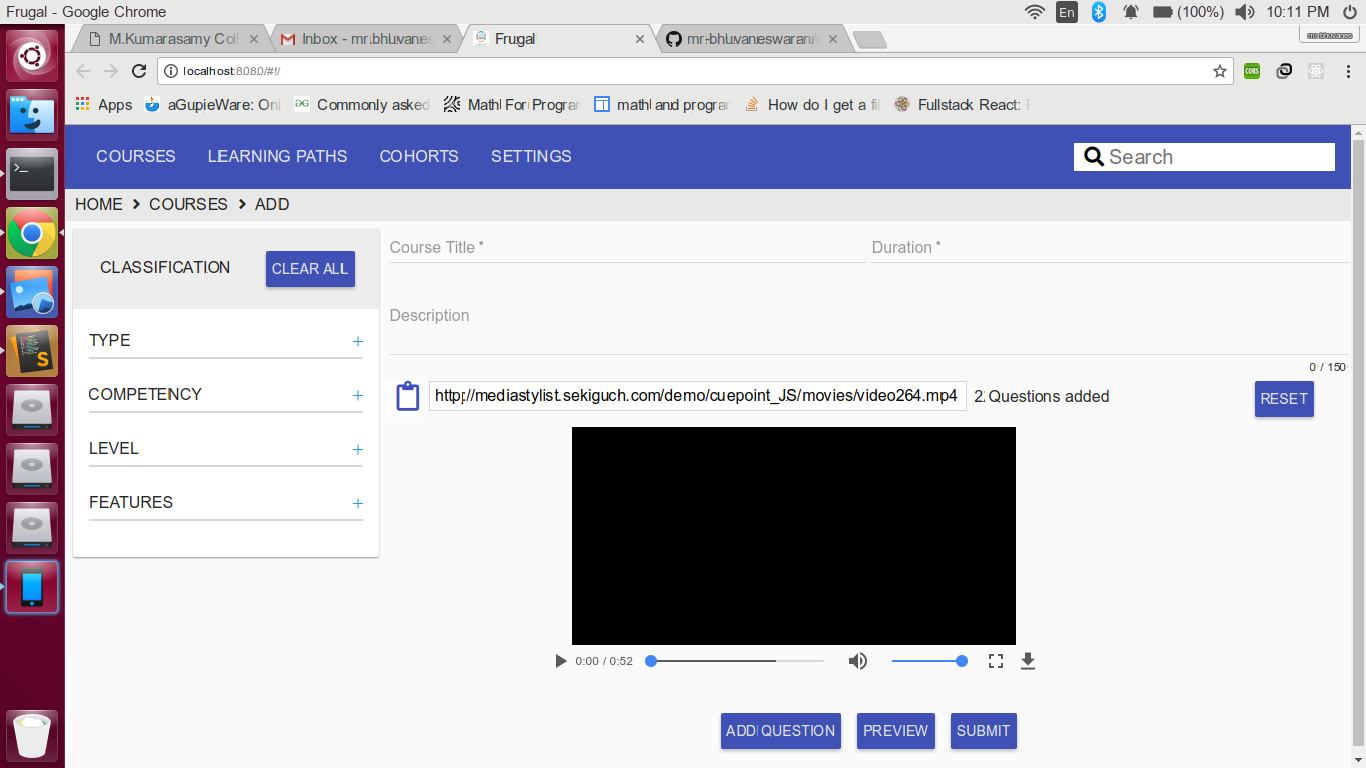 Frugal - Google Chrome
En
(100%)
10:11 PM
M.Kumarasamy Coll
Inbox - mr.bhuvanes
Frugal
mr-bhuvaneswaran/
mr.bhuvanes
localhost:8080/#!/
CORS
Apps
aGupieWare: Onl
Commonly asked
Math ForuProgram
math and program
How do I get a fil
Fullstack React: F
COURSES
LEARNING PATHS
COHORTS
SETTINGS
Search
HOME
COURSES
ADD
CLASSIFICATION
CLEAR ALL
TYPE
COMPETENCY
LEVEL
FEATURES
Course Title *
Duration *
Description
0 / 150
http://mediastylist.sekiguch.com/demo/cuepoint_JS/movies/video264.mp4
2 Questions added
RESET
0:00 / 0:52
ADD QUESTION
PREVIEW
SUBMIT